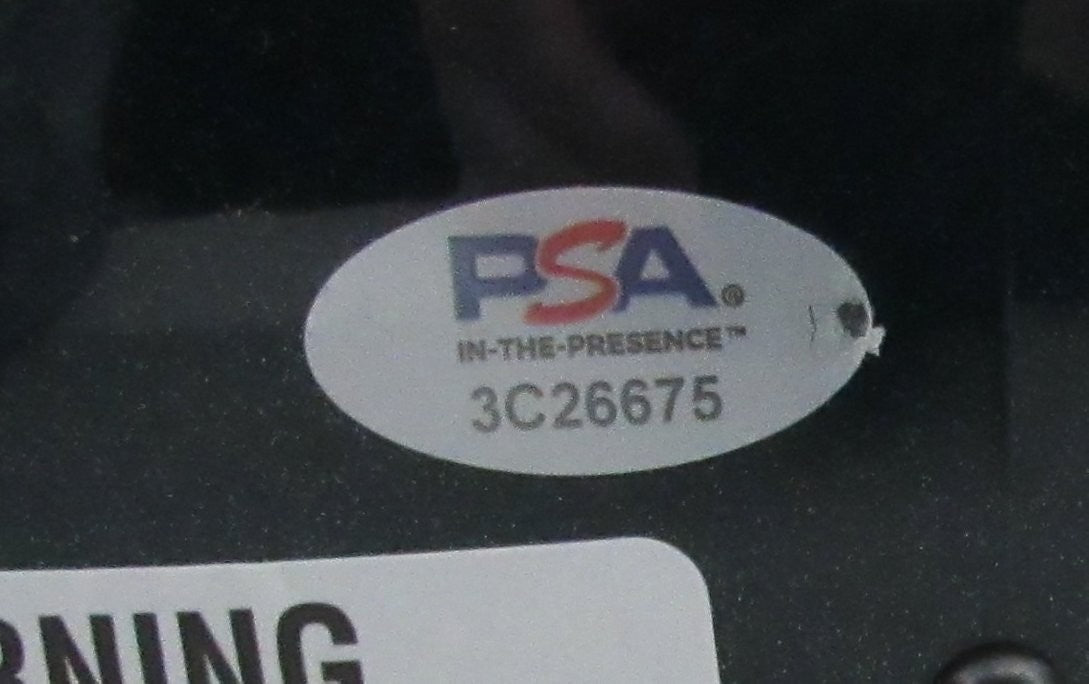 PSA®
IN-THE-PRESENCE™
3C26675
RNING